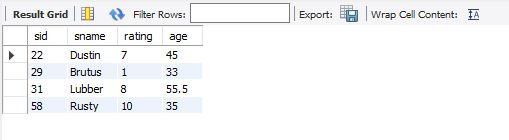 Result Grid Filter Rows: Export: Wrap Cell Content: IA
sid sname rating age
22 Dustin 7 45
29 Brutus 1 33
31 Lubber 8 55.5
58 Rusty 10 35